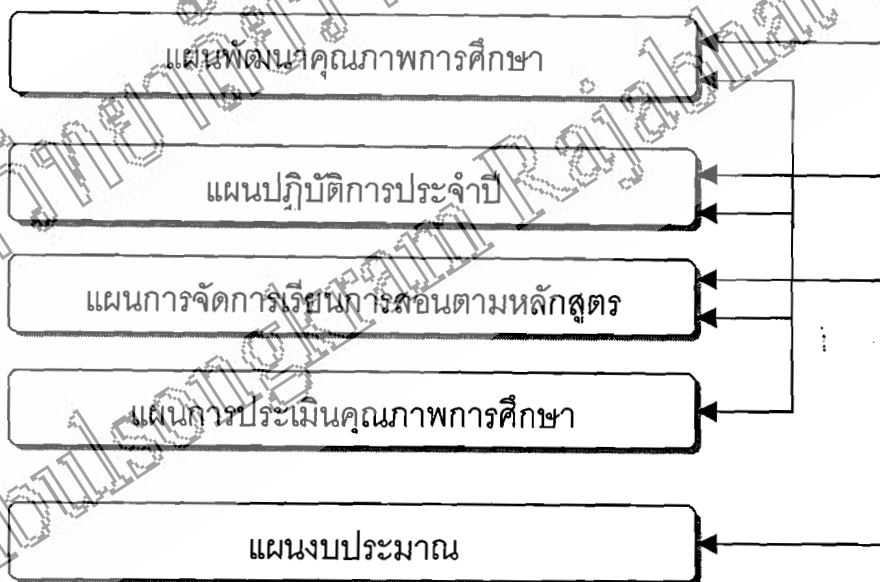 แผนพัฒนาคุณภาพการศึกษา
แผนปฏิบัติการประจำปี
แผนการจัดการเรียนการสอนตามหลักสูตร
แผนการประเมินคุณภาพการศึกษา
แผนงบประมาณ
bulsongkram Rajabhat